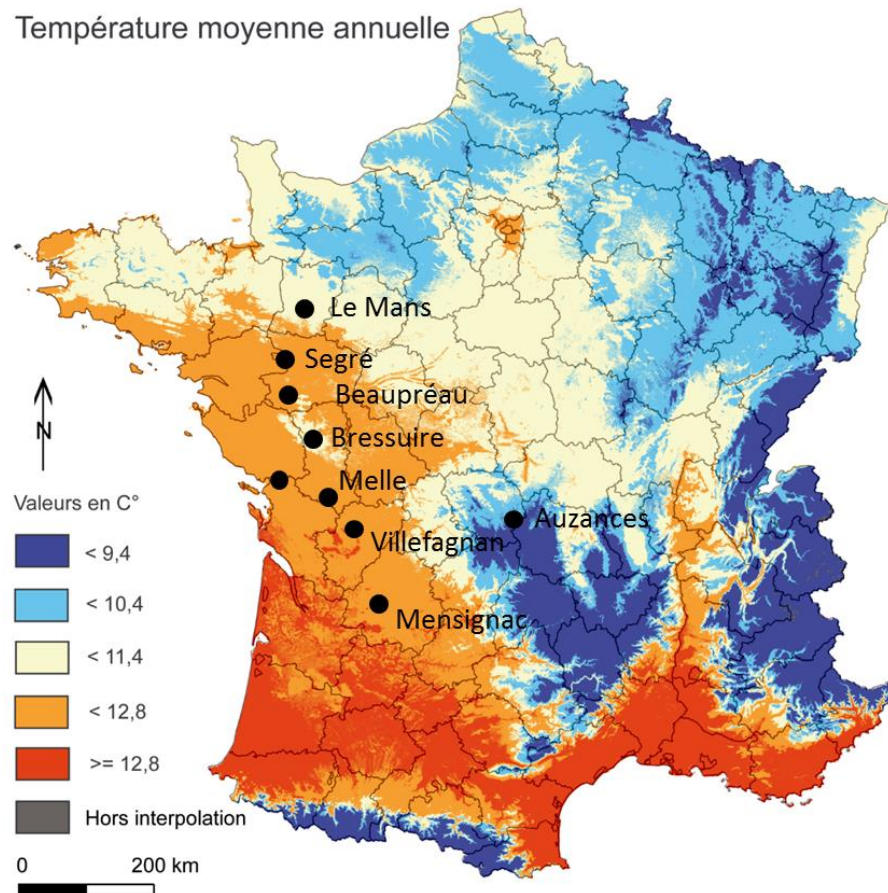 Température moyenne annuelle
Le Mans
Segré
Beaupréau
N
Bressuire
Melle
Valeurs en C°
Auzances
< 9,4
Villefagnan
< 10,4
Mensignac
< 11,4
< 12,8
>= 12,8
Hors interpolation
0 200 km